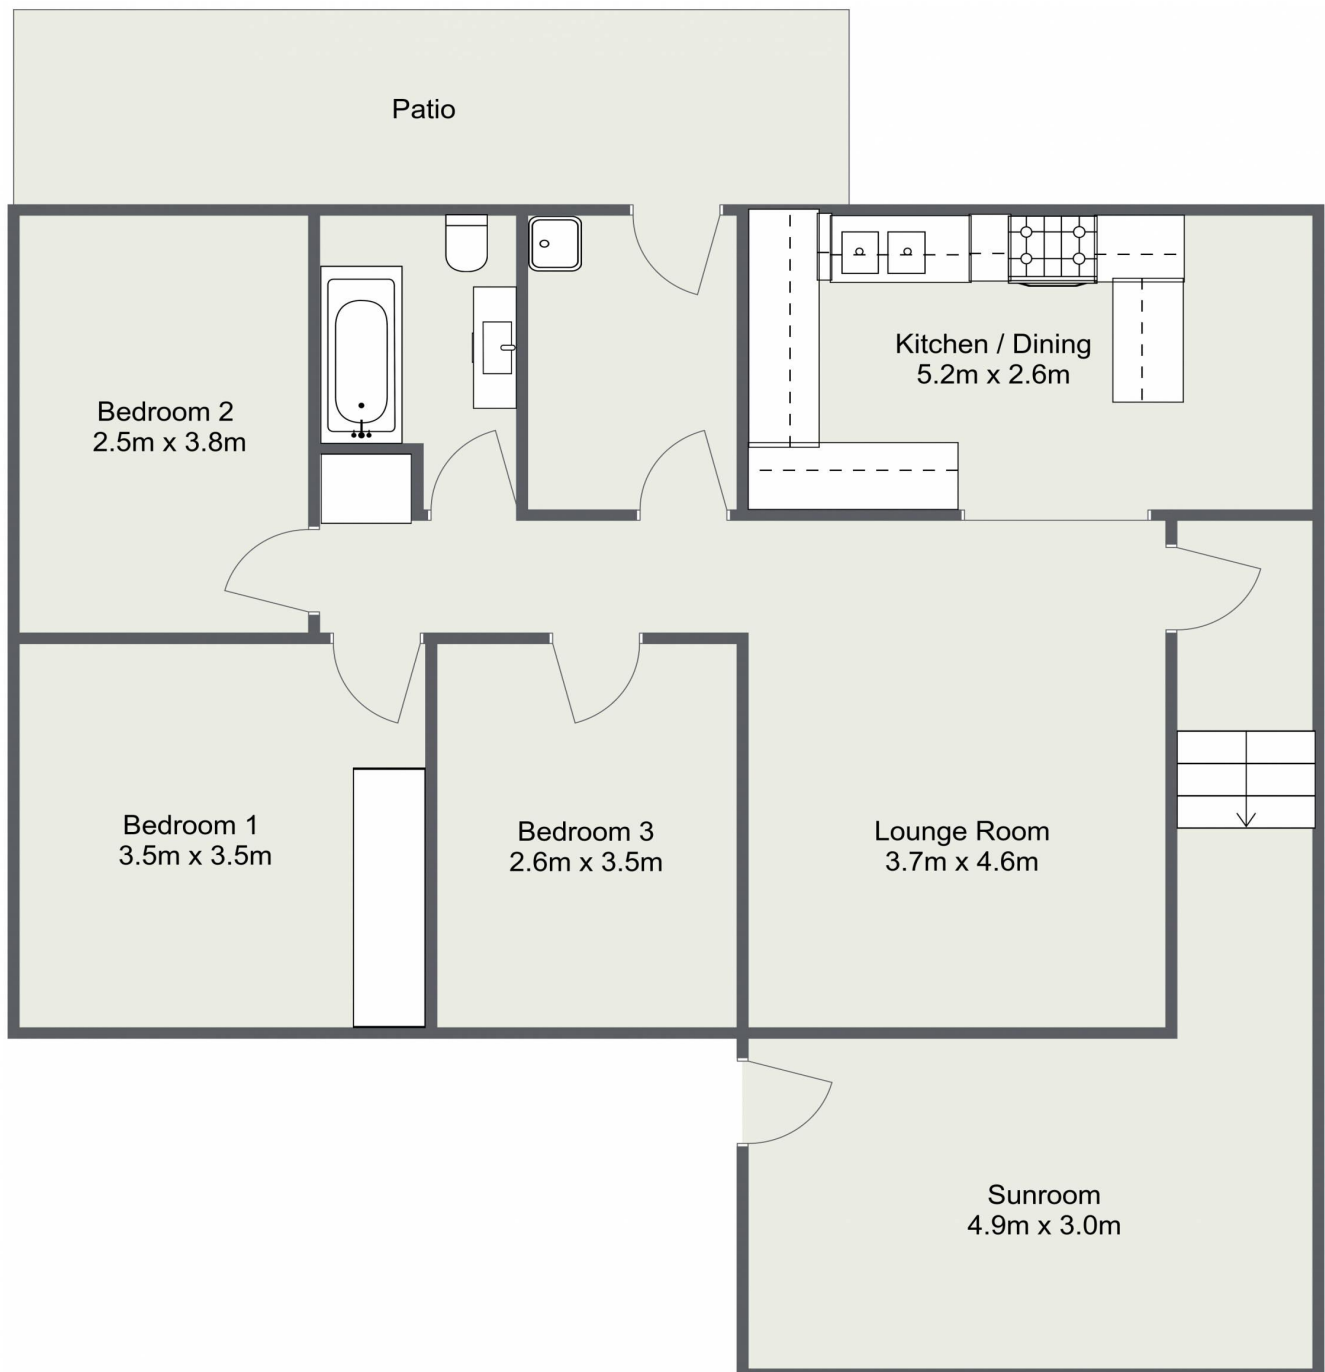 Patio
Kitchen / Dining
5.2m x 2.6m
Bedroom 2
2.5m x 3.8m
Bedroom 1
3.5m x 3.5m
Bedroom 3
2.6m x 3.5m
Lounge Room
3.7m x 4.6m
Sunroom
4.9m x 3.0m